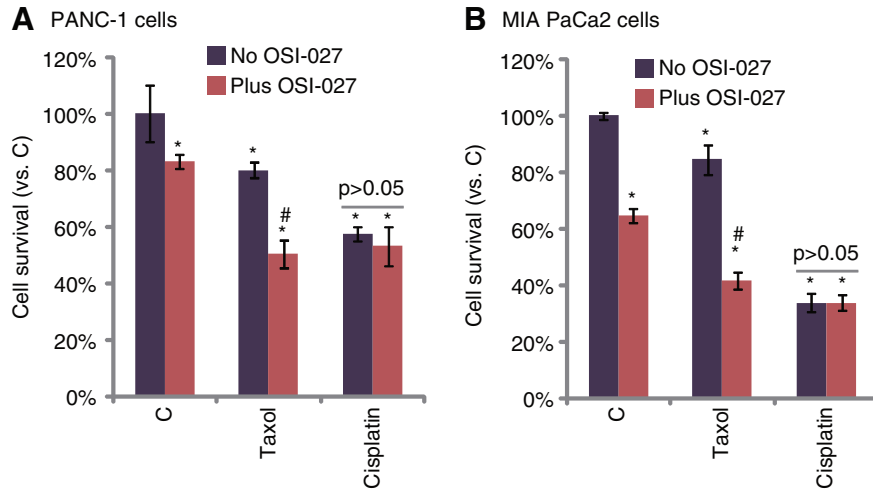 A PANC-1 cells
120%
100%
80%
60%
40%
20%
0%
Cell survival (vs. C)
No OSI-027
Plus OSI-027
*
*
#
*
p>0.05
* *
C
Taxol
Cisplatin
B MIA PaCa2 cells
120%
100%
80%
60%
40%
20%
0%
Cell survival (vs. C)
No OSI-027
Plus OSI-027
*
*
#
*
p>0.05
* *
C
Taxol
Cisplatin